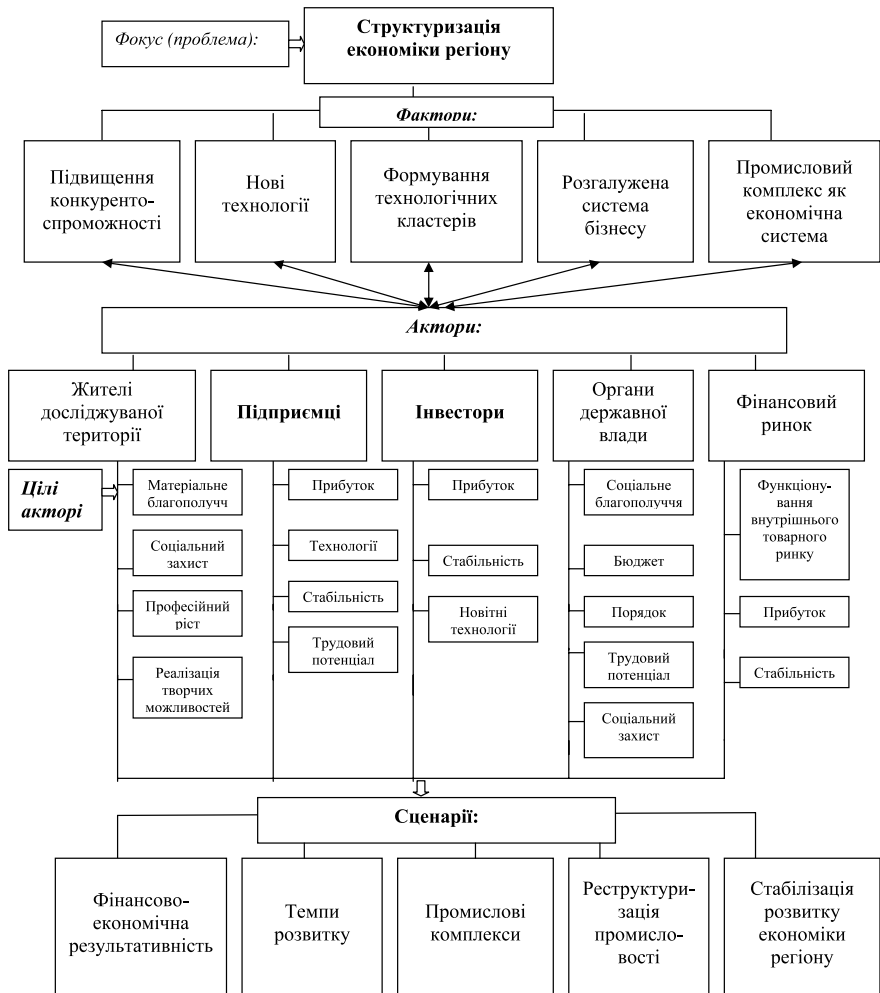 Фокус (проблема):
Структуризація
економіки регіону
Фактори:
Підвищення
конкуренто-
спроможності
Нові
технології
Формування
технологічних
кластерів
Розгалужена
система
бізнесу
Промисловий
комплекс як
економічна
система
Актори:
Жителі
досліджуваної
території
Підприємці
Інвестори
Органи
державної
влади
Фінансовий
ринок
Цілі
акторі
Матеріальне
благополучч
Соціальний
захист
Професійний
ріст
Реалізація
творчих
можливостей
Прибуток
Технології
Стабільність
Трудовий
потенціал
Прибуток
Стабільність
Новітні
технології
Соціальне
благополуччя
Бюджет
Порядок
Трудовий
потенціал
Соціальний
захист
Функціону-
вання
внутрішнього
товарного
ринку
Прибуток
Стабільність
Сценарії:
Фінансово-
економічна
результативність
Темпи
розвитку
Промислові
комплекси
Реструктури-
зація
промисло-
вості
Стабілізація
розвитку
економіки
регіону